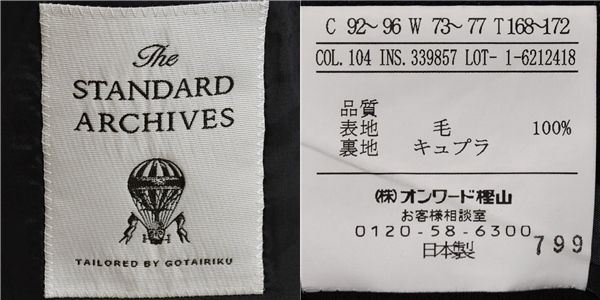 The
STANDARD
ARCHIVES
TAILORED BY GOTAIRIKU
C 92~96 W 73~77 T168~172
COL.104 INS.339857 LOT- 1-6212418
品質
表地 毛 100%
裏地 キュプラ
(株)オンワード樫山
お客様相談室
0120-58-6300
日本製 799